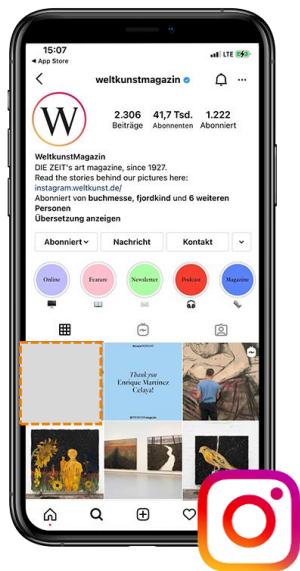 15:07
LTE
App Store
weltkunstmagazin
W
2.306 41,7 Tsd. 1.222
Beiträge Abonnenten Abonniert
WeltkunstMagazin
DIE ZEIT's art magazine, since 1927.
Read the stories behind our pictures here:
instagram.weltkunst.de/
Abonniert von buchmesse, fjordkind und 6 weiteren
Personen
Übersetzung anzeigen
Abonniert Nachricht Kontakt
Online Feature Newsletter Podcast Magazine
Thank you
Enrique Martínez
Celaya!